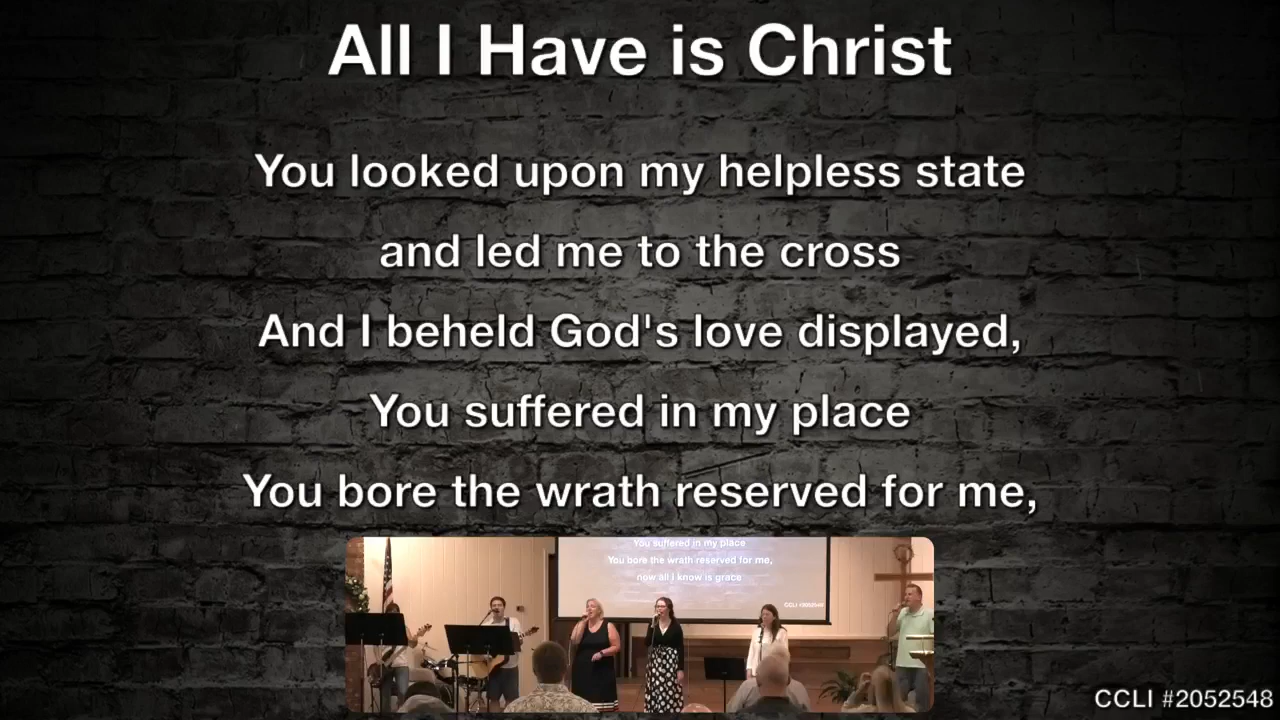 All I Have is Christ
You looked upon my helpless state
and led me to the cross
And I beheld God's love displayed,
You suffered in my place
You bore the wrath reserved for me,
You suffered in my place
You bore the wrath reserved for me,
now all I know is grace
CCLI #2052548
CCLI #2052548